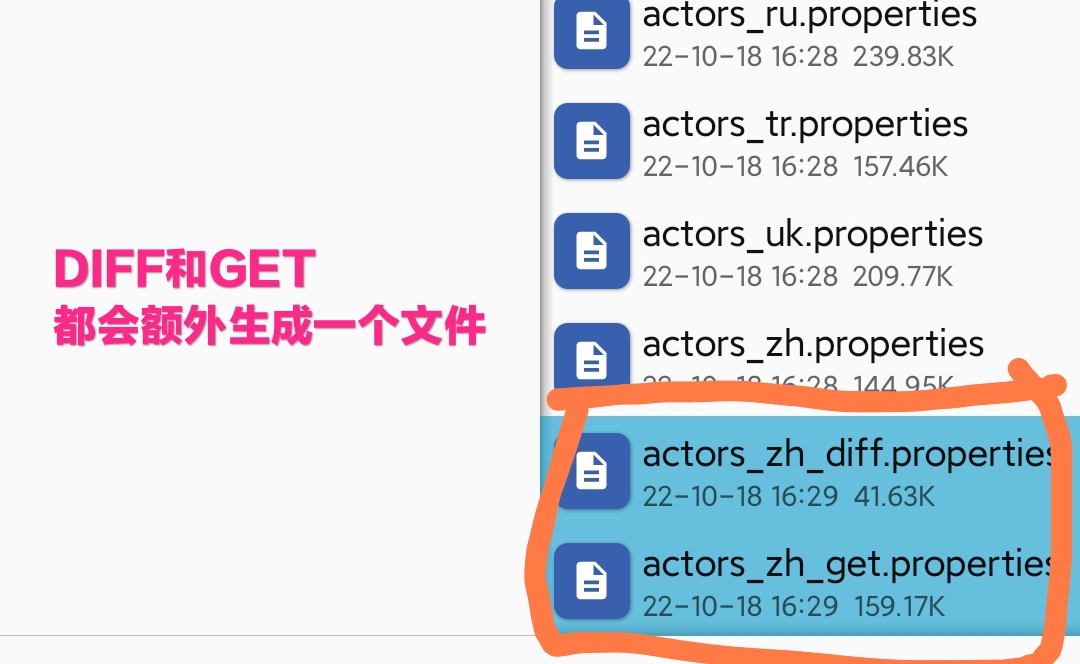 DIFF和GET
都会额外生成一个文件
actors_ru.properties
22-10-18 16:28 239.83K
actors_tr.properties
22-10-18 16:28 157.46K
actors_uk.properties
22-10-18 16:28 209.77K
actors_zh.properties
22-10-18 16:28 144.95K
actors_zh_diff.properties
22-10-18 16:29 41.63K
actors_zh_get.properties
22-10-18 16:29 159.17K